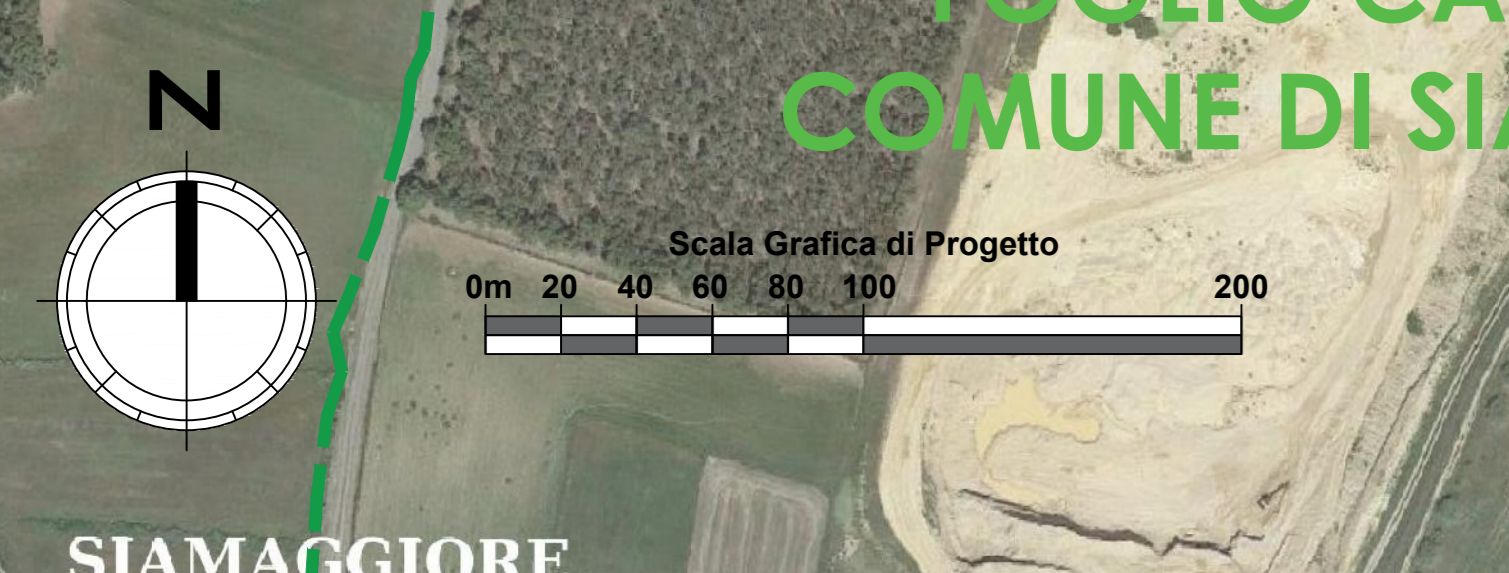 COMUNE DI
N
Scala Grafica di Progetto
0m 20 40 60 80 100 200
SIAMAGGIORE